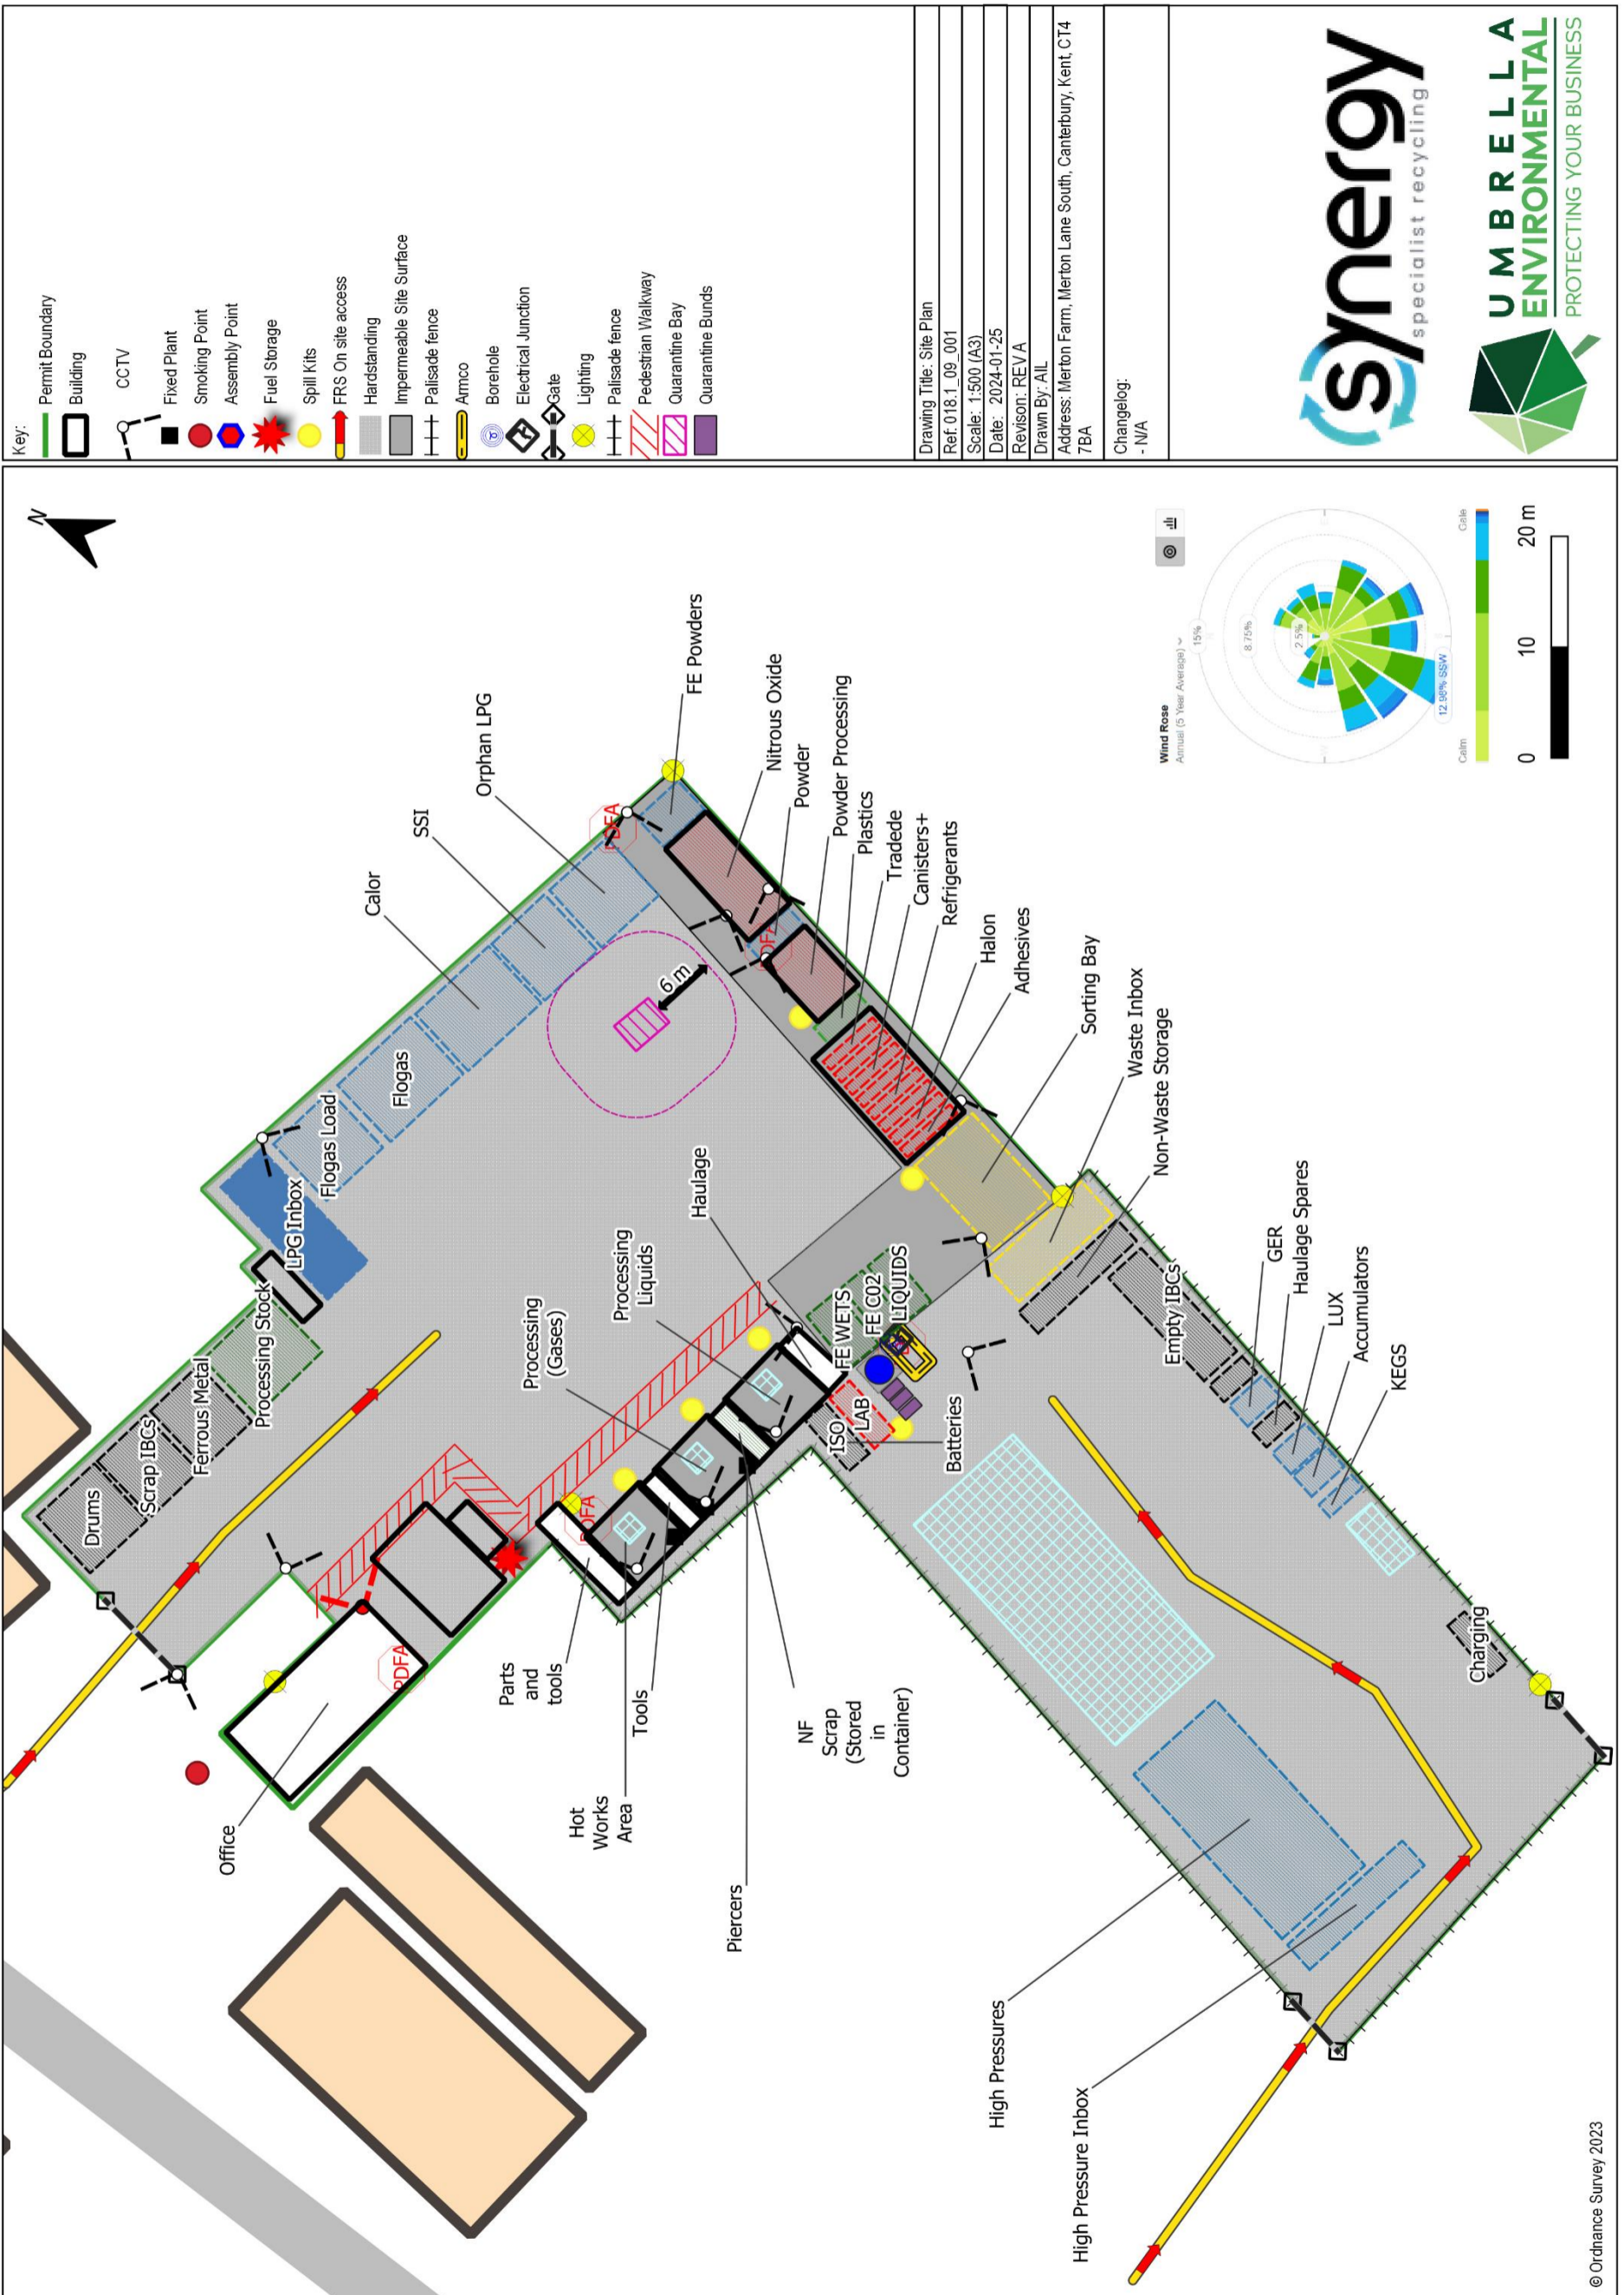 Key:
Permit Boundary
Building
CCTV
Fixed Plant
Smoking Point
Assembly Point
Fuel Storage
Spill Kits
FRS On site access
Hardstanding
Impermeable Site Surface
Palisade fence
Armco
Borehole
Electrical Junction
Gate
Lighting
Palisade fence
Pedestrian Walkway
Quarantine Bay
Quarantine Bunds
Drawing Title: Site Plan
Ref: 018.1_09_001
Scale: 1:500 (A3)
Date: 2024-01-25
Revison: REV A
Drawn By: AIL
Address: Merton Farm, Merton Lane South, Canterbury, Kent, CT4
7BA
Changelog:
- N/A
synergy
specialist recycling
UMBRELLA
ENVIRONMENTAL
PROTECTING YOUR BUSINESS
N
Drums
Scrap IBCs
Ferrous Metal
Processing Stock
LPG Inbox
Flogas Load
Flogas
Calor
SSI
Orphan LPG
FE Powders
Nitrous Oxide
Powder
Powder Processing
Plastics
Tradede
Canisters+
Refrigerants
Halon
Adhesives
Sorting Bay
Waste Inbox
Non-Waste Storage
6 m
PDFA
PDFA
PDFA
Office
Parts
and
tools
Hot
Works
Area
Tools
Piercers
NF
Scrap
(Stored
in
Container)
Processing
(Gases)
Processing
Liquids
Haulage
FE WETS
FE C02
LIQUIDS
ISO
LAB
Batteries
Empty IBCs
GER
Haulage Spares
LUX
Accumulators
KEGS
Charging
High Pressures
High Pressure Inbox
Wind Rose
Annual (5 Year Average)
15%
8.75%
2.5%
12.98% SSW
Calm
Gale
0
10
20 m
© Ordnance Survey 2023